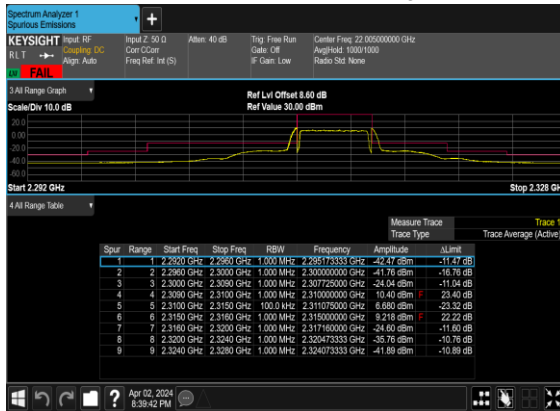 Spectrum Analyzer 1
Spurious Emissions
KEYSIGHT Input: RF Input Z: 50 Ω Atten: 40 dB Trig: Free Run Center Freq: 22.005000000 GHz
RLT Coupling: DC Corr CCorr Gate: Off Avg|Hold: 1000/1000
Align: Auto Freq Ref: Int (S) IF Gain: Low Radio Std: None
FAIL
3 All Range Graph Ref Lvl Offset 8.60 dB
Scale/Div 10.0 dB Ref Value 30.00 dBm
20.0
0.00
-20.0
-40.0
-60.0
Start 2.292 GHz Stop 2.328 GH
4 All Range Table
Measure Trace Trace 1
Trace Type Trace Average (Active)
Spur Range Start Freq Stop Freq RBW Frequency Amplitude ΔLimit
1 1 2.2920 GHz 2.2960 GHz 1.000 MHz 2.295173333 GHz -42.47 dBm -11.47 dB
2 2 2.2960 GHz 2.3000 GHz 1.000 MHz 2.300000000 GHz -41.76 dBm -16.76 dB
3 3 2.3000 GHz 2.3090 GHz 1.000 MHz 2.307725000 GHz -24.04 dBm -11.04 dB
4 4 2.3090 GHz 2.3100 GHz 1.000 MHz 2.310000000 GHz 10.40 dBm F 23.40 dB
5 5 2.3100 GHz 2.3150 GHz 100.0 kHz 2.311075000 GHz 6.680 dBm -23.32 dB
6 6 2.3150 GHz 2.3160 GHz 1.000 MHz 2.315000000 GHz 9.218 dBm F 22.22 dB
7 7 2.3160 GHz 2.3200 GHz 1.000 MHz 2.317160000 GHz -24.60 dBm -11.60 dB
8 8 2.3200 GHz 2.3240 GHz 1.000 MHz 2.320473333 GHz -35.76 dBm -10.76 dB
9 9 2.3240 GHz 2.3280 GHz 1.000 MHz 2.324073333 GHz -41.89 dBm -10.89 dB
? Apr 02, 2024
8:39:42 PM